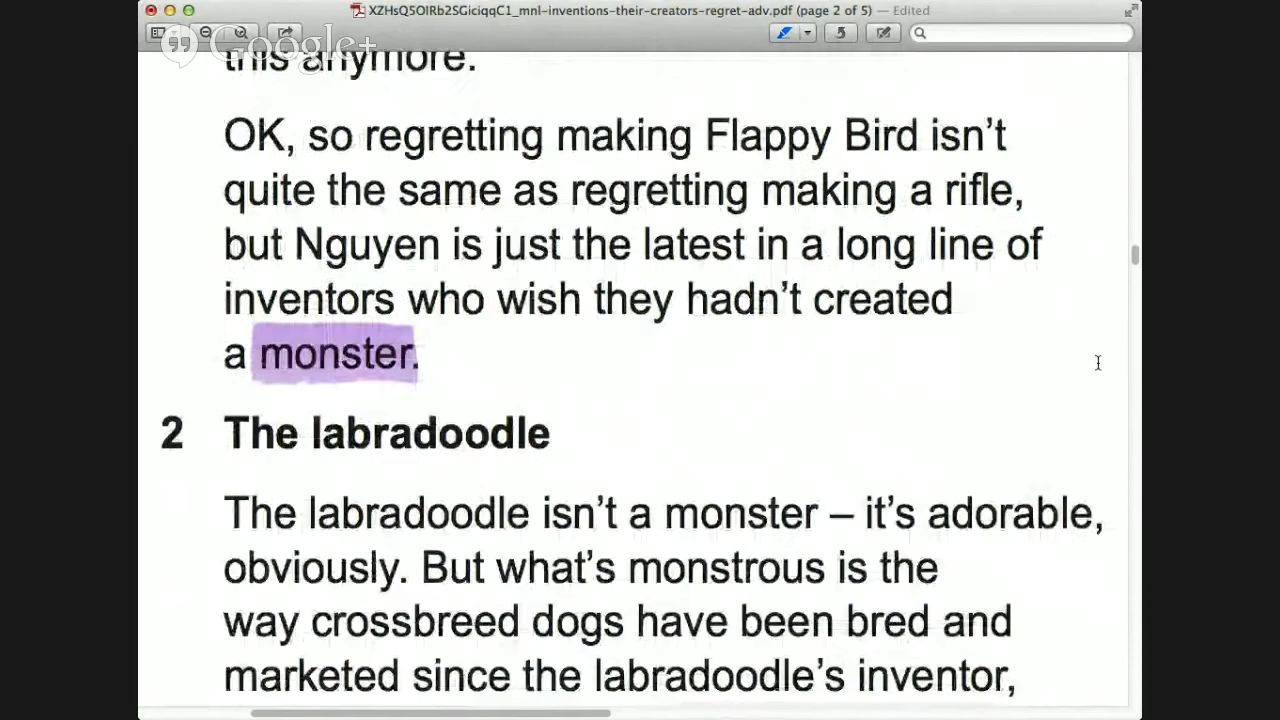 XZHsQ5OlRb2SGiciqqC1_mnl-inventions-their-creators-regret-adv.pdf (page 2 of 5) — Edited
Google+
this anymore.
OK, so regretting making Flappy Bird isn’t
quite the same as regretting making a rifle,
but Nguyen is just the latest in a long line of
inventors who wish they hadn’t created
a monster.
2 The labradoodle
The labradoodle isn’t a monster – it’s adorable,
obviously. But what’s monstrous is the
way crossbreed dogs have been bred and
marketed since the labradoodle’s inventor,